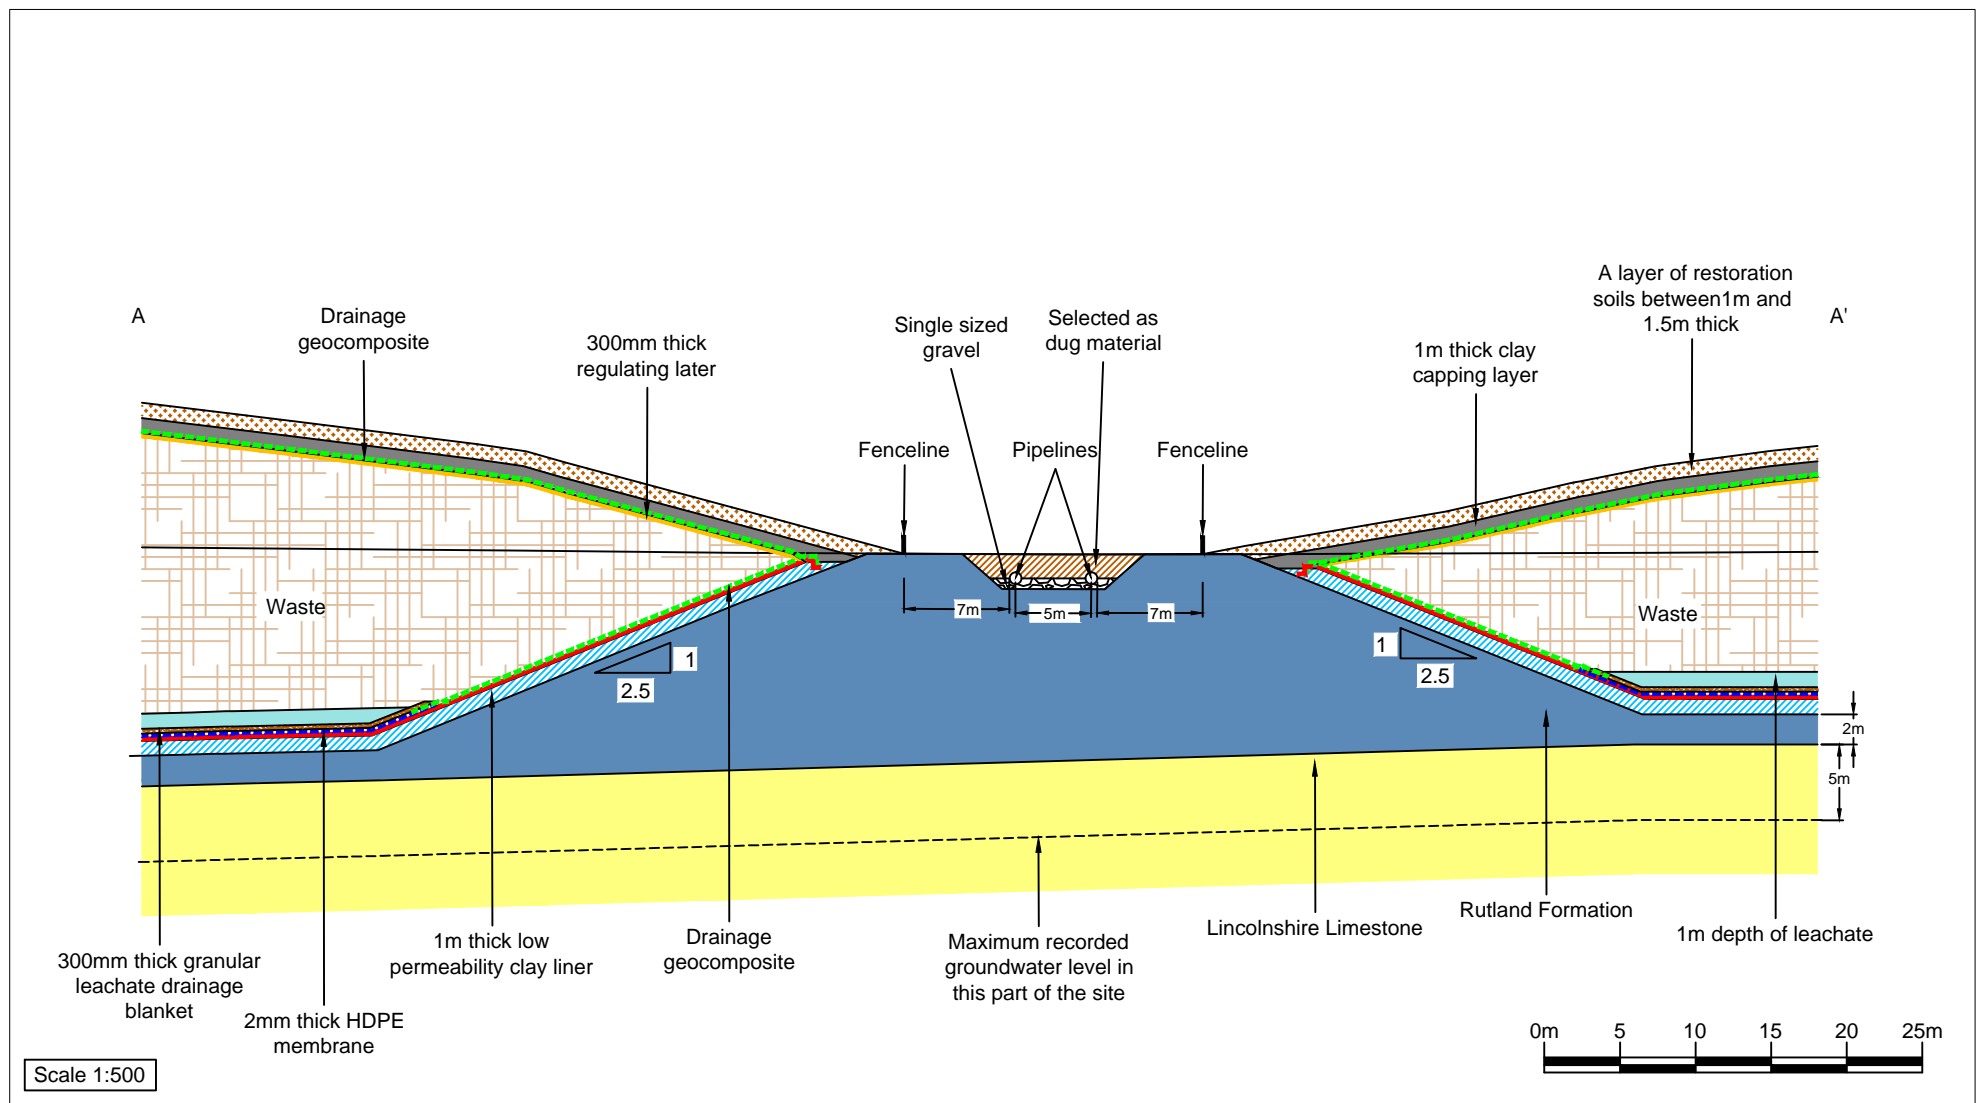 A layer of restoration
soils between1m and
1.5m thick
A
A'
Drainage
geocomposite
300mm thick
regulating later
Single sized
gravel
Selected as
dug material
1m thick clay
capping layer
Fenceline
Pipelines
Fenceline
Waste
Waste
7m
5m
7m
1
2.5
1
2.5
2m
5m
300mm thick granular
leachate drainage
blanket
2mm thick HDPE
membrane
1m thick low
permeability clay liner
Drainage
geocomposite
Maximum recorded
groundwater level in
this part of the site
Lincolnshire Limestone
Rutland Formation
1m depth of leachate
0m 5 10 15 20 25m
Scale 1:500